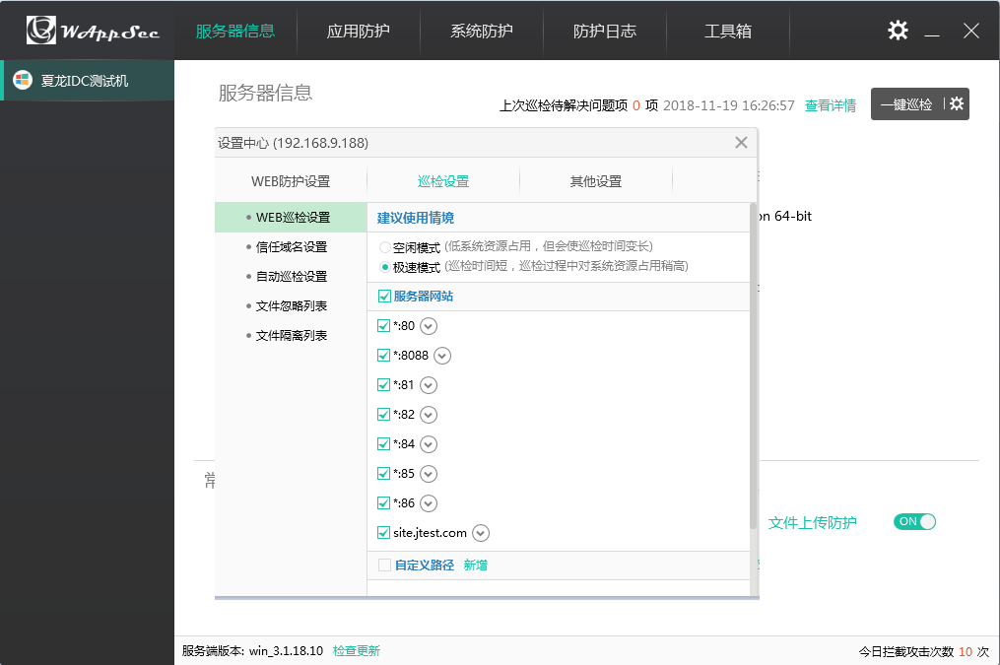 WAppSec
服务器信息
应用防护
系统防护
防护日志
工具箱
夏龙IDC测试机
服务器信息
上次巡检待解决问题项 0 项 2018-11-19 16:26:57 查看详情
一键巡检
设置中心 (192.168.9.188)
WEB防护设置
巡检设置
其他设置
WEB巡检设置
信任域名设置
自动巡检设置
文件忽略列表
文件隔离列表
建议使用情境
空闲模式 (低系统资源占用，但会使巡检时间变长)
极速模式 (巡检时间短，巡检过程中对系统资源占用稍高)
服务器网站
*:80
*:8088
*:81
*:82
*:84
*:85
*:86
site.jtest.com
自定义路径 新增
on 64-bit
常
文件上传防护
ON
服务端版本: win_3.1.18.10 检查更新
今日拦截攻击次数 10 次